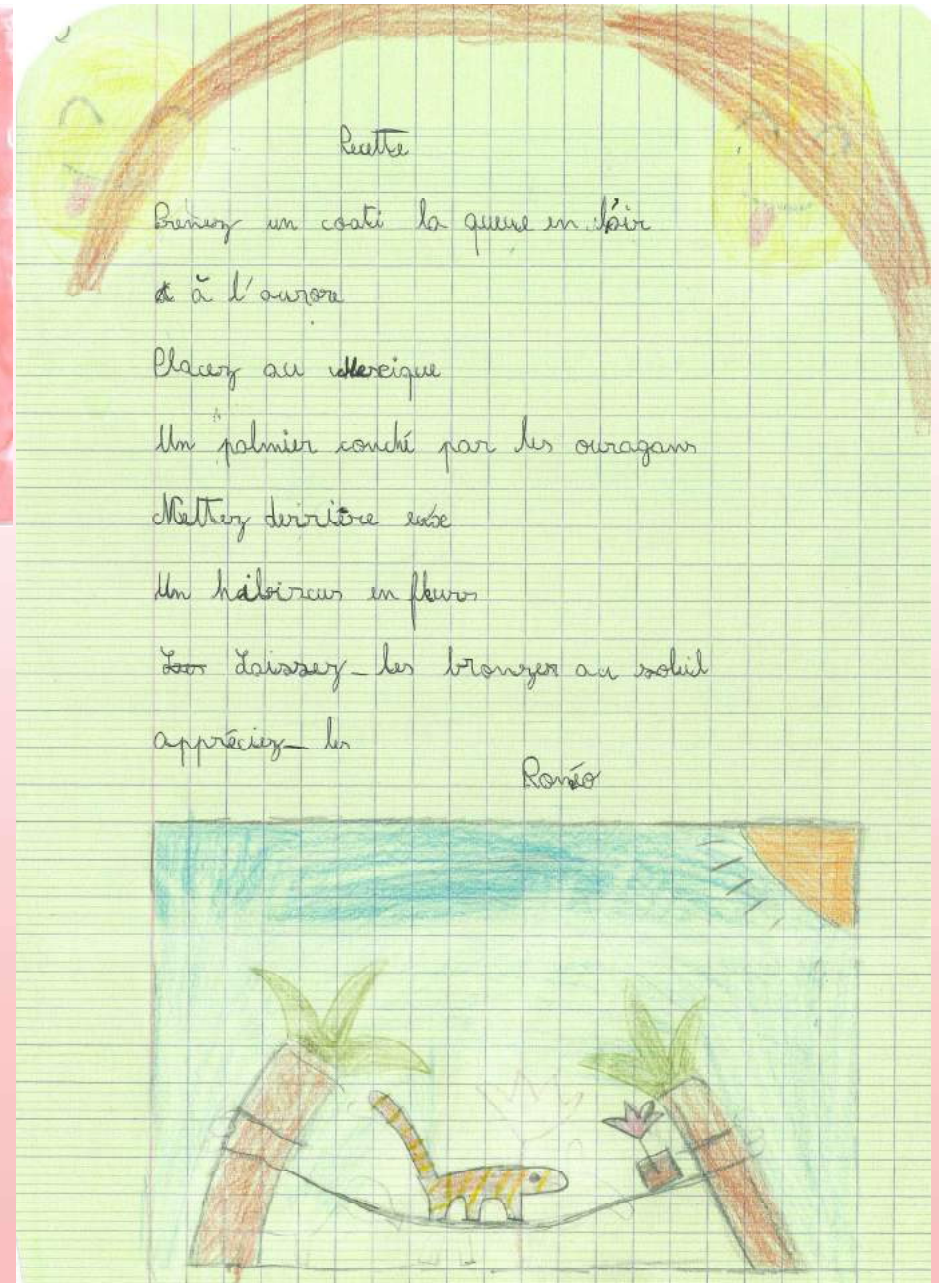 Recette
Prenez un coati la queue en l'air
à l'aurore
Placez au Mexique
Un palmier couché par les ouragans
Mettez derrière eux
Un hibiscus en fleurs
Laissez-les bronzer au soleil
appréciez-les
Roméo